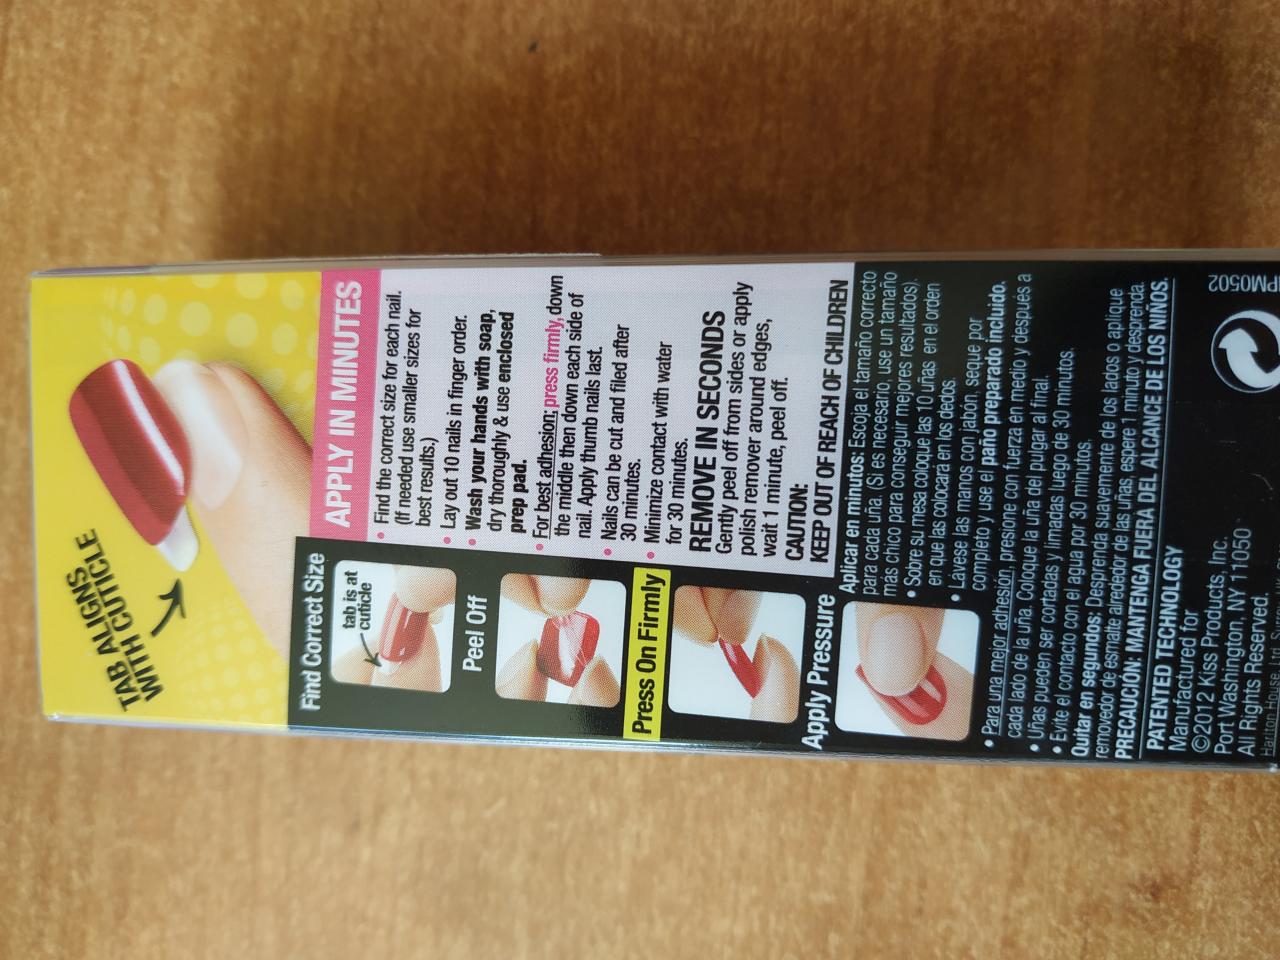 TAB ALIGNS
WITH CUTICLE
Find Correct Size
tab is at
cuticle
Peel Off
Press On Firmly
Apply Pressure
APPLY IN MINUTES
• Find the correct size for each nail.
(If needed use smaller sizes for
best results.)
• Lay out 10 nails in finger order.
• Wash your hands with soap,
dry thoroughly & use enclosed
prep pad.
• For best adhesion: press firmly, down
the middle then down each side of
nail. Apply thumb nails last.
• Nails can be cut and filed after
30 minutes.
• Minimize contact with water
for 30 minutes.
REMOVE IN SECONDS
Gently peel off from sides or apply
polish remover around edges,
wait 1 minute, peel off.
CAUTION:
KEEP OUT OF REACH OF CHILDREN
Aplicar en minutos: Escoja el tamaño correcto
para cada uña. (Si es necesario, use un tamaño
más chico para conseguir mejores resultados).
• Sobre su mesa coloque las 10 uñas en el orden
en que las colocará en los dedos.
• Lávese las manos con jabón, seque por
completo y use el paño preparado incluido.
• Para una mejor adhesión, presione con fuerza en medio y después a
cada lado de la uña. Coloque la uña del pulgar al final.
• Uñas pueden ser cortadas y limadas luego de 30 minutos.
• Evite el contacto con el agua por 30 minutos.
Quitar en segundos: Desprenda suavemente de los lados o aplique
removedor de esmalte alrededor de las uñas, espere 1 minuto y desprenda.
PRECAUCIÓN: MANTENGA FUERA DEL ALCANCE DE LOS NIÑOS.
PATENTED TECHNOLOGY
Manufactured for
©2012 Kiss Products, Inc.
Port Washington, NY 11050
All Rights Reserved.
IPM0502